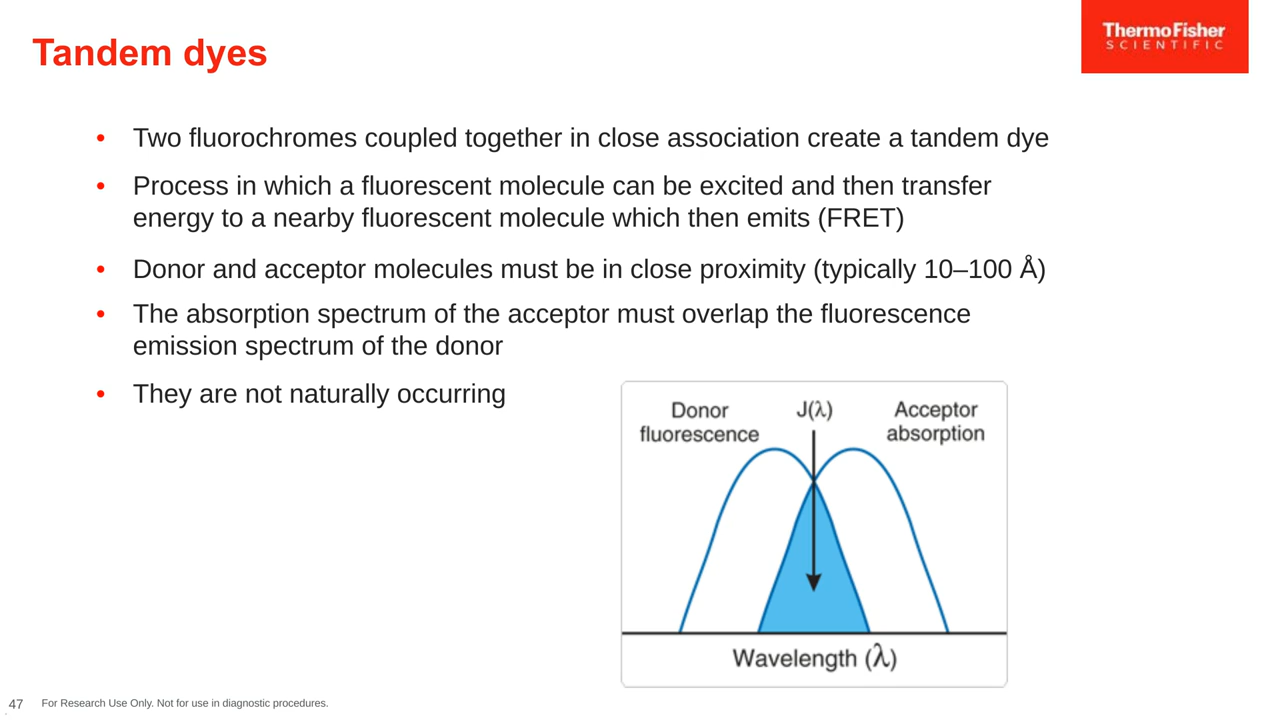 Tandem dyes
ThermoFisher
SCIENTIFIC
• Two fluorochromes coupled together in close association create a tandem dye
• Process in which a fluorescent molecule can be excited and then transfer
energy to a nearby fluorescent molecule which then emits (FRET)
• Donor and acceptor molecules must be in close proximity (typically 10–100 Å)
• The absorption spectrum of the acceptor must overlap the fluorescence
emission spectrum of the donor
• They are not naturally occurring
Donor
fluorescence
J(λ)
Acceptor
absorption
Wavelength (λ)
47 For Research Use Only. Not for use in diagnostic procedures.